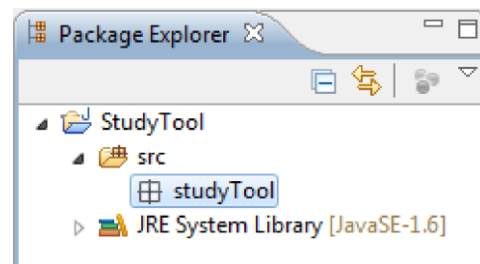 Package Explorer
StudyTool
src
studyTool
JRE System Library [JavaSE-1.6]